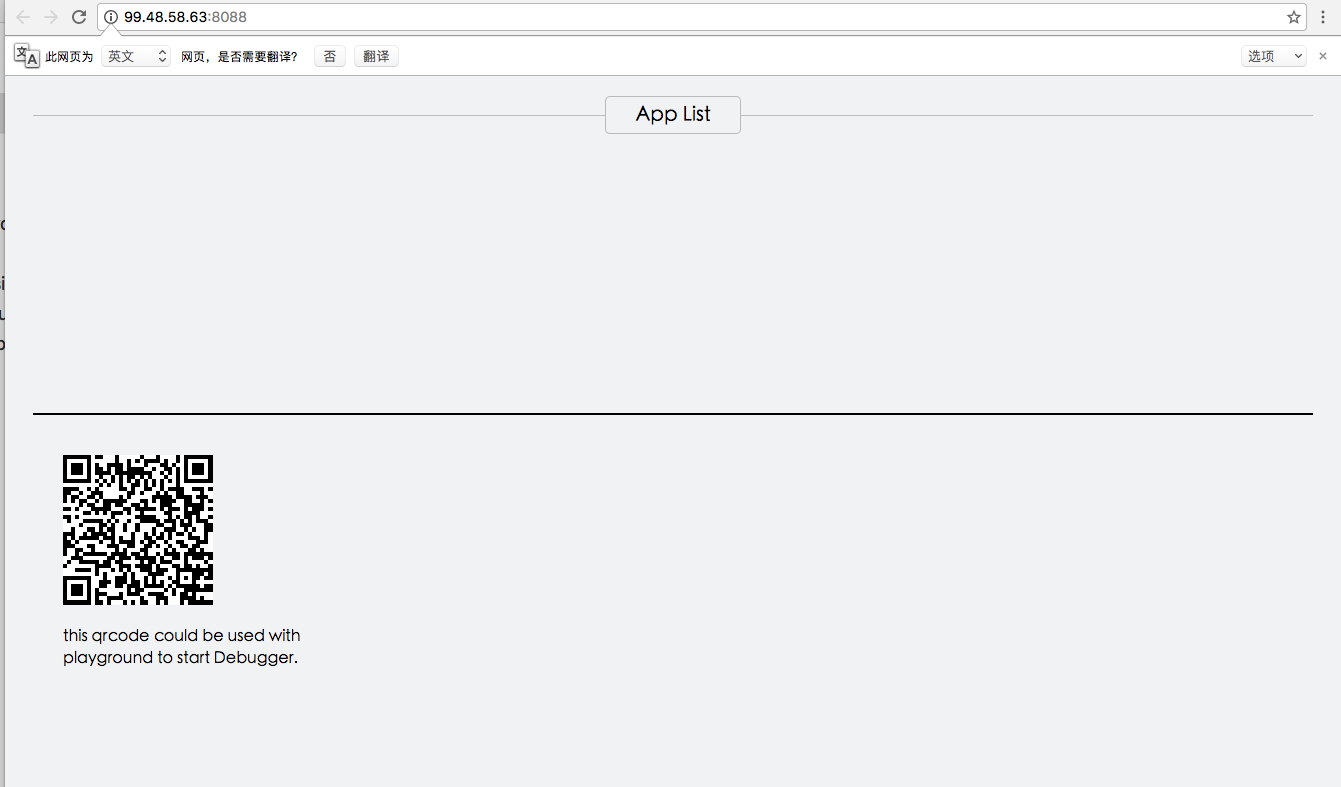 99.48.58.63:8088
此网页为 英文 网页，是否需要翻译? 否 翻译 选项
App List
this qrcode could be used with
playground to start Debugger.